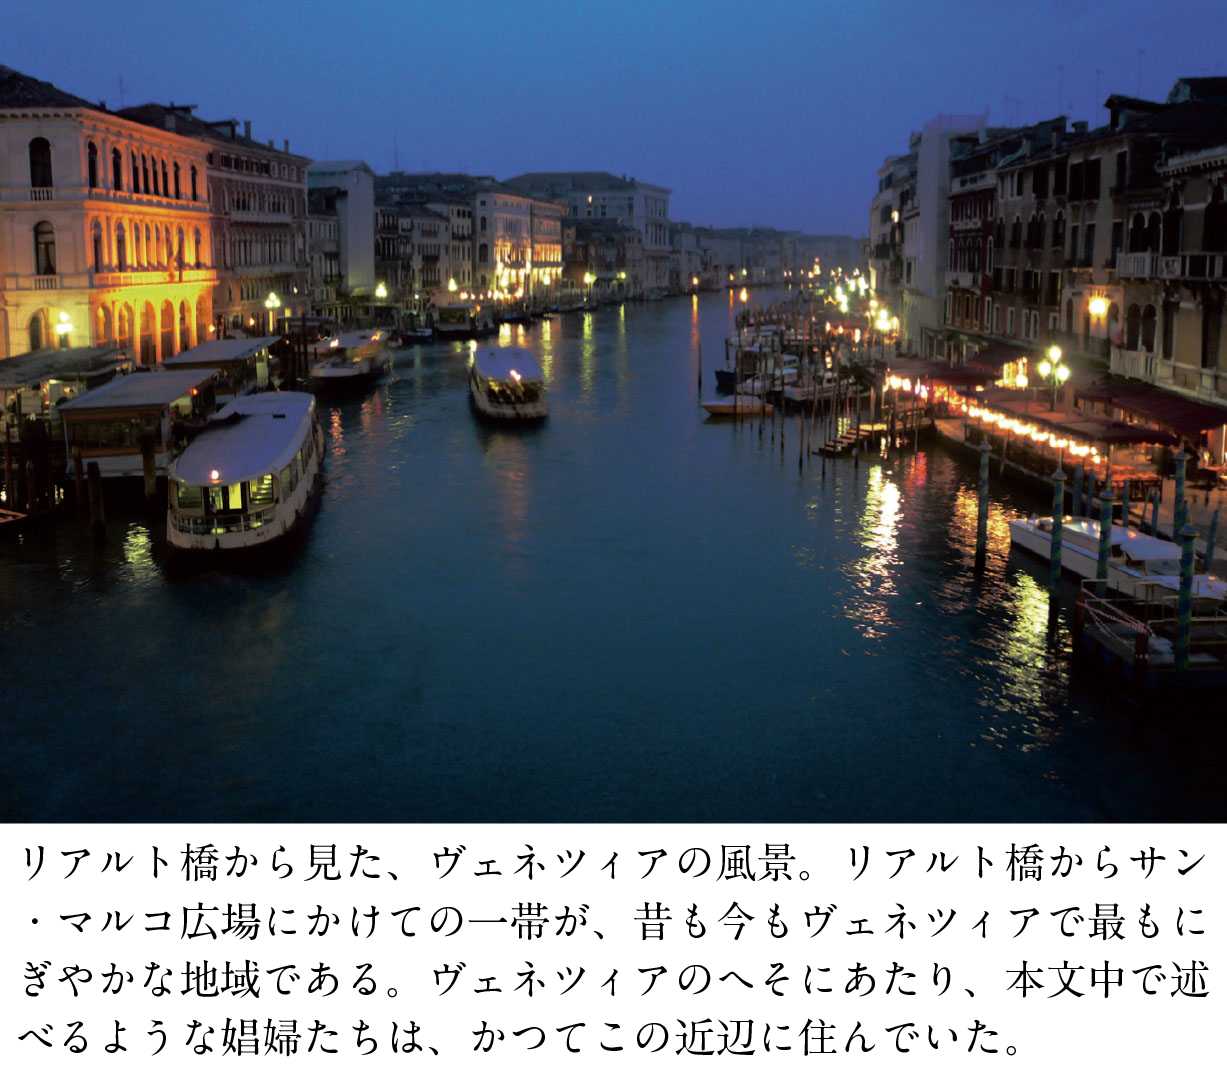 リアルト橋から見た、ヴェネツィアの風景。リアルト橋からサン
・マルコ広場にかけての一帯が、昔も今もヴェネツィアで最もに
ぎやかな地域である。ヴェネツィアのへそにあたり、本文中で述
べるような娼婦たちは、かつてこの近辺に住んでいた。